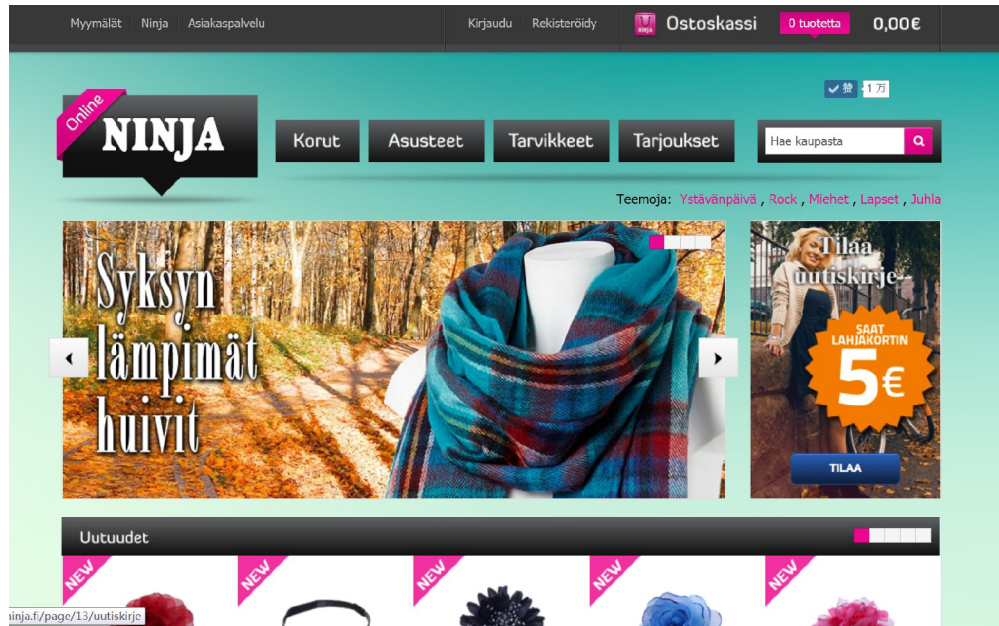 Myymälät Ninja Asiakaspalvelu Kirjaudu Rekisteröidy NINJA Ostoskassi 0 tuotetta 0,00€
赞 1 万
Online
NINJA
Korut Asusteet Tarvikkeet Tarjoukset Hae kaupasta
Teemoja: Ystävänpäivä , Rock , Miehet , Lapset , Juhla
Syksyn
lämpimät
huivit
Tilaa
uutiskirje
SAAT
LAHJAKORTIN
5€
TILAA
Uutuudet
NEW NEW NEW NEW NEW
ninja.fi/page/13/uutiskirje